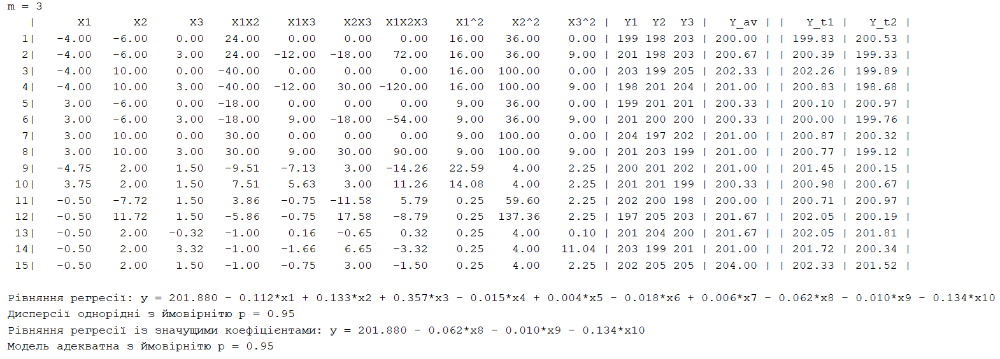 m = 3
| X1 X2 X3 X1X2 X1X3 X2X3 X1X2X3 X1^2 X2^2 X3^2 | Y1 Y2 Y3 | Y_av | | Y_t1 | Y_t2 |
1| -4.00 -6.00 0.00 24.00 0.00 0.00 0.00 16.00 36.00 0.00 | 199 198 203 | 200.00 | | 199.83 | 200.53 |
2| -4.00 -6.00 3.00 24.00 -12.00 -18.00 72.00 16.00 36.00 9.00 | 201 198 203 | 200.67 | | 200.39 | 199.33 |
3| -4.00 10.00 0.00 -40.00 0.00 0.00 0.00 16.00 100.00 0.00 | 203 199 205 | 202.33 | | 202.26 | 199.89 |
4| -4.00 10.00 3.00 -40.00 -12.00 30.00 -120.00 16.00 100.00 9.00 | 198 201 204 | 201.00 | | 200.83 | 198.68 |
5| 3.00 -6.00 0.00 -18.00 0.00 0.00 0.00 9.00 36.00 0.00 | 199 201 201 | 200.33 | | 200.10 | 200.97 |
6| 3.00 -6.00 3.00 -18.00 9.00 -18.00 -54.00 9.00 36.00 9.00 | 201 200 200 | 200.33 | | 200.00 | 199.76 |
7| 3.00 10.00 0.00 30.00 0.00 0.00 0.00 9.00 100.00 0.00 | 204 197 202 | 201.00 | | 200.87 | 200.32 |
8| 3.00 10.00 3.00 30.00 9.00 30.00 90.00 9.00 100.00 9.00 | 201 203 199 | 201.00 | | 200.77 | 199.12 |
9| -4.75 2.00 1.50 -9.51 -7.13 3.00 -14.26 22.59 4.00 2.25 | 200 201 202 | 201.00 | | 201.45 | 200.15 |
10| 3.75 2.00 1.50 7.51 5.63 3.00 11.26 14.08 4.00 2.25 | 201 201 199 | 200.33 | | 200.98 | 200.67 |
11| -0.50 -7.72 1.50 3.86 -0.75 -11.58 5.79 0.25 59.60 2.25 | 202 200 198 | 200.00 | | 200.71 | 200.97 |
12| -0.50 11.72 1.50 -5.86 -0.75 17.58 -8.79 0.25 137.36 2.25 | 197 205 203 | 201.67 | | 202.05 | 200.19 |
13| -0.50 2.00 -0.32 -1.00 0.16 -0.65 0.32 0.25 4.00 0.10 | 201 204 200 | 201.67 | | 202.05 | 201.81 |
14| -0.50 2.00 3.32 -1.00 -1.66 6.65 -3.32 0.25 4.00 11.04 | 203 199 201 | 201.00 | | 201.72 | 200.34 |
15| -0.50 2.00 1.50 -1.00 -0.75 3.00 -1.50 0.25 4.00 2.25 | 202 205 205 | 204.00 | | 202.33 | 201.52 |
Рівняння регресії: y = 201.880 - 0.112*x1 + 0.133*x2 + 0.357*x3 - 0.015*x4 + 0.004*x5 - 0.018*x6 + 0.006*x7 - 0.062*x8 - 0.010*x9 - 0.134*x10
Дисперсії однорідні з ймовірнітю p = 0.95
Рівняння регресії із значущими коефіцієнтами: y = 201.880 - 0.062*x8 - 0.010*x9 - 0.134*x10
Модель адекватна з ймовірнітю p = 0.95